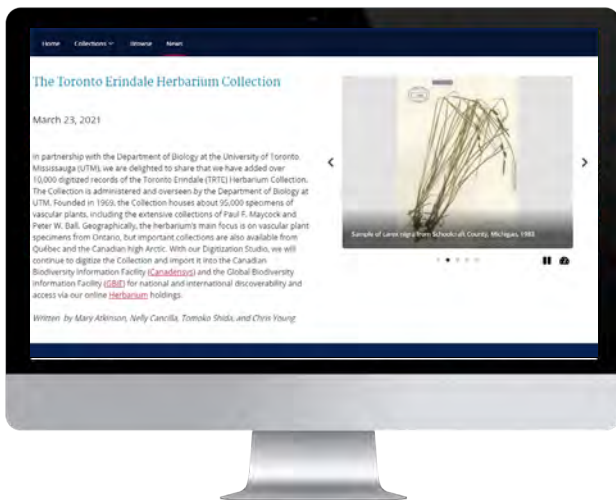 Home Collections Browse News
The Toronto Erindale Herbarium Collection
March 23, 2021
In partnership with the Department of Biology at the University of Toronto
Mississauga (UTM), we are delighted to share that we have added over
10,000 digitized records of the Toronto Erindale (TRTE) Herbarium Collection.
The Collection is administered and overseen by the Department of Biology at
UTM. Founded in 1969, the Collection houses about 95,000 specimens of
vascular plants, including the extensive collections of Paul F. Maycock and
Peter W. Ball. Geographically, the herbarium's main focus is on vascular plant
specimens from Ontario, but important collections are also available from
Québec and the Canadian high Arctic. With our Digitization Studio, we will
continue to digitize the Collection and import it into the Canadian
Biodiversity Information Facility (Canadensys) and the Global Biodiversity
Information Facility (GBIF) for national and international discoverability and
access via our online Herbarium holdings.
Written by Mary Atkinson, Nelly Cancilla, Tomoko Shida, and Chris Young
Sample of Carex nigra from Schoolcraft County, Michigan, 1983.